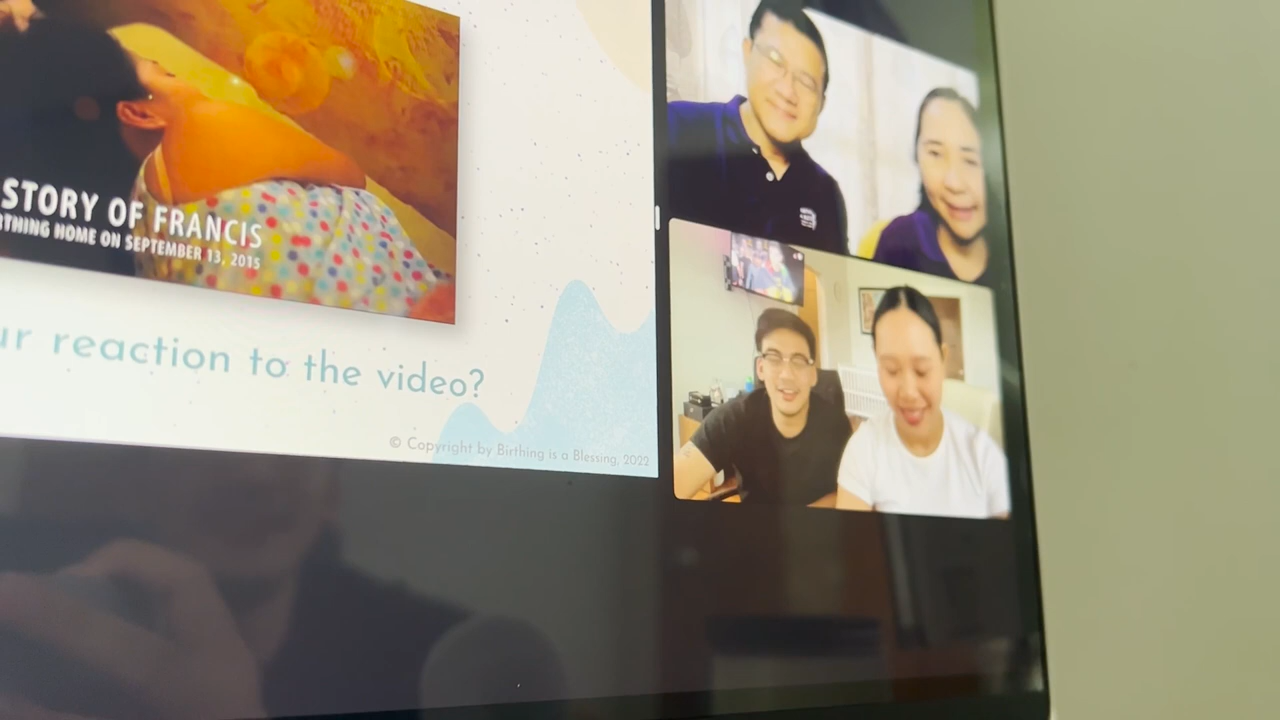 STORY OF FRANCIS
RTHING HOME ON SEPTEMBER 13, 2015
ur reaction to the video?
© Copyright by Birthing is a Blessing, 2022